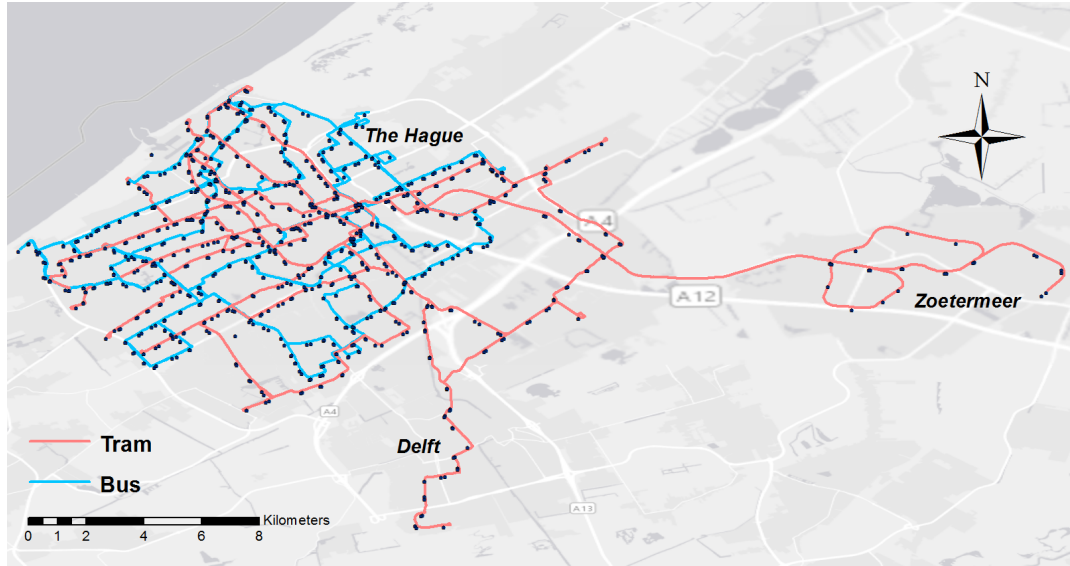 N
The Hague
A4
A12
Zoetermeer
A4
Tram
Delft
Bus
Kilometers
0 1 2 4 6 8
A13